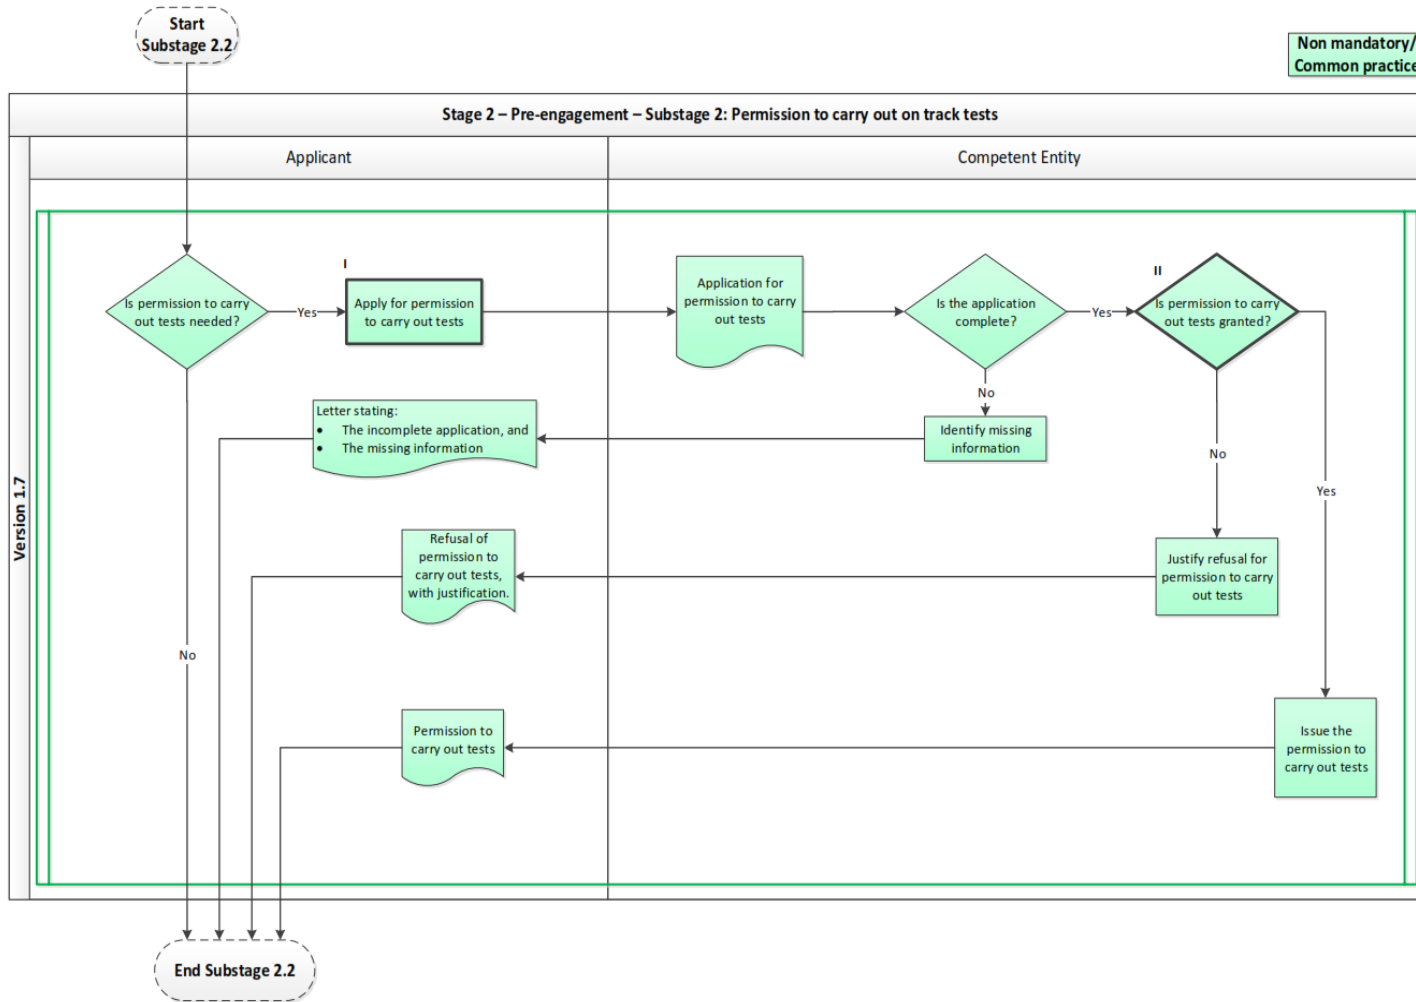 Start
Substage 2.2
Non mandatory/
Common practice
Stage 2 – Pre-engagement – Substage 2: Permission to carry out on track tests
Applicant
Competent Entity
Version 1.7
Is permission to carry
out tests needed?
Yes
I
Apply for permission
to carry out tests
Application for
permission to carry
out tests
Is the application
complete?
Yes
II
Is permission to carry
out tests granted?
No
Letter stating:
• The incomplete application, and
• The missing information
Identify missing
information
No
Yes
Refusal of
permission to
carry out tests,
with justification.
Justify refusal for
permission to carry
out tests
No
Permission to
carry out tests
Issue the
permission to
carry out tests
End Substage 2.2